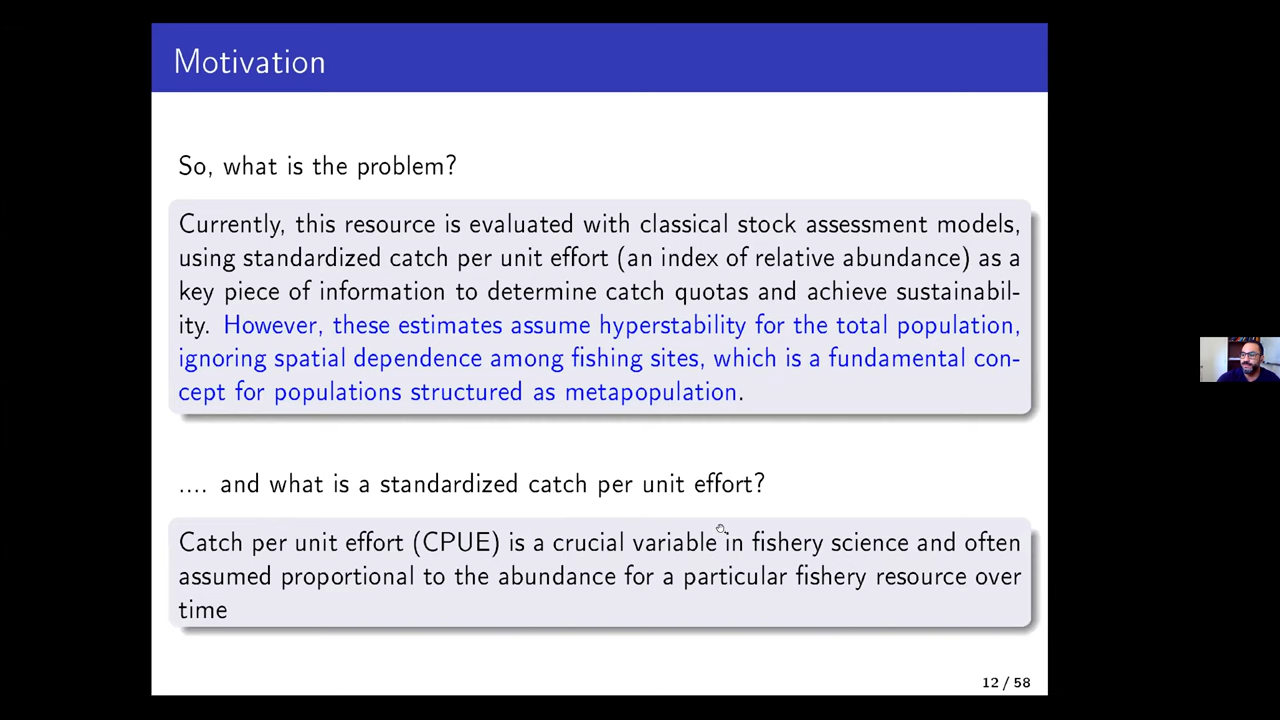 Motivation
So, what is the problem?
Currently, this resource is evaluated with classical stock assessment models,
using standardized catch per unit effort (an index of relative abundance) as a
key piece of information to determine catch quotas and achieve sustainabil-
ity. However, these estimates assume hyperstability for the total population,
ignoring spatial dependence among fishing sites, which is a fundamental con-
cept for populations structured as metapopulation.
.... and what is a standardized catch per unit effort?
Catch per unit effort (CPUE) is a crucial variable in fishery science and often
assumed proportional to the abundance for a particular fishery resource over
time
12 / 58